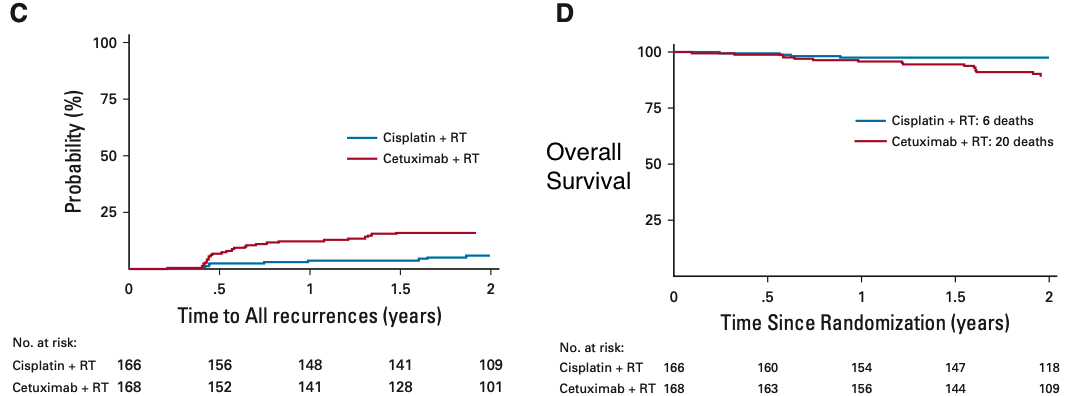 C
100
75
50
25
Probability (%)
Cisplatin + RT
Cetuximab + RT
0 .5 1 1.5 2
Time to All recurrences (years)
No. at risk:
Cisplatin + RT 166 156 148 141 109
Cetuximab + RT 168 152 141 128 101
D
100
75
50
25
Overall
Survival
Cisplatin + RT: 6 deaths
Cetuximab + RT: 20 deaths
0 .5 1 1.5 2
Time Since Randomization (years)
No. at risk:
Cisplatin + RT 166 160 154 147 118
Cetuximab + RT 168 163 156 144 109